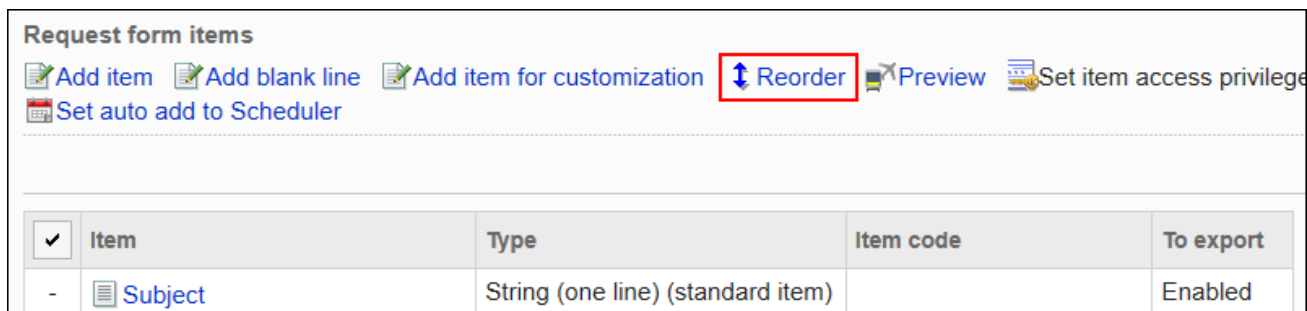 Request form items
Add item Add blank line Add item for customization Reorder Preview Set item access privilege
Set auto add to Scheduler
Item Type Item code To export
- Subject String (one line) (standard item) Enabled